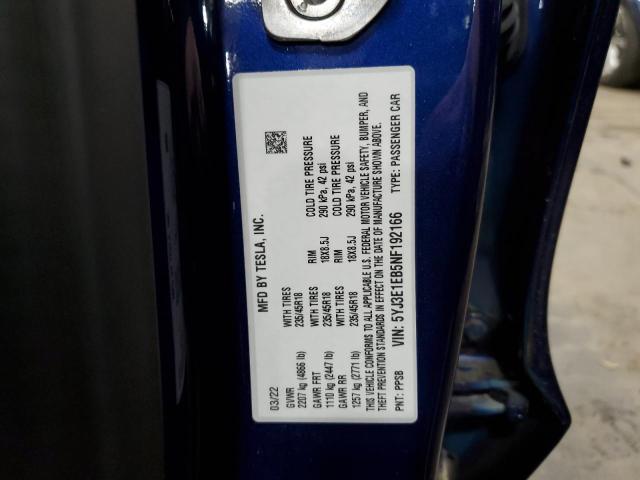 MFD BY TESLA, INC.
03/22
GVWR
2207 kg (4866 lb)
GAWR FRT WITH TIRES RIM COLD TIRE PRESSURE
1110 kg (2447 lb) 235/45R18 18X8.5J 290 kPa, 42 psi
GAWR RR WITH TIRES RIM COLD TIRE PRESSURE
1257 kg (2771 lb) 235/45R18 18X8.5J 290 kPa, 42 psi
THIS VEHICLE CONFORMS TO ALL APPLICABLE U.S. FEDERAL MOTOR VEHICLE SAFETY, BUMPER, AND
THEFT PREVENTION STANDARDS IN EFFECT ON THE DATE OF MANUFACTURE SHOWN ABOVE.
VIN: 5YJ3E1EB5NF192166
PNT: PPSB TYPE: PASSENGER CAR